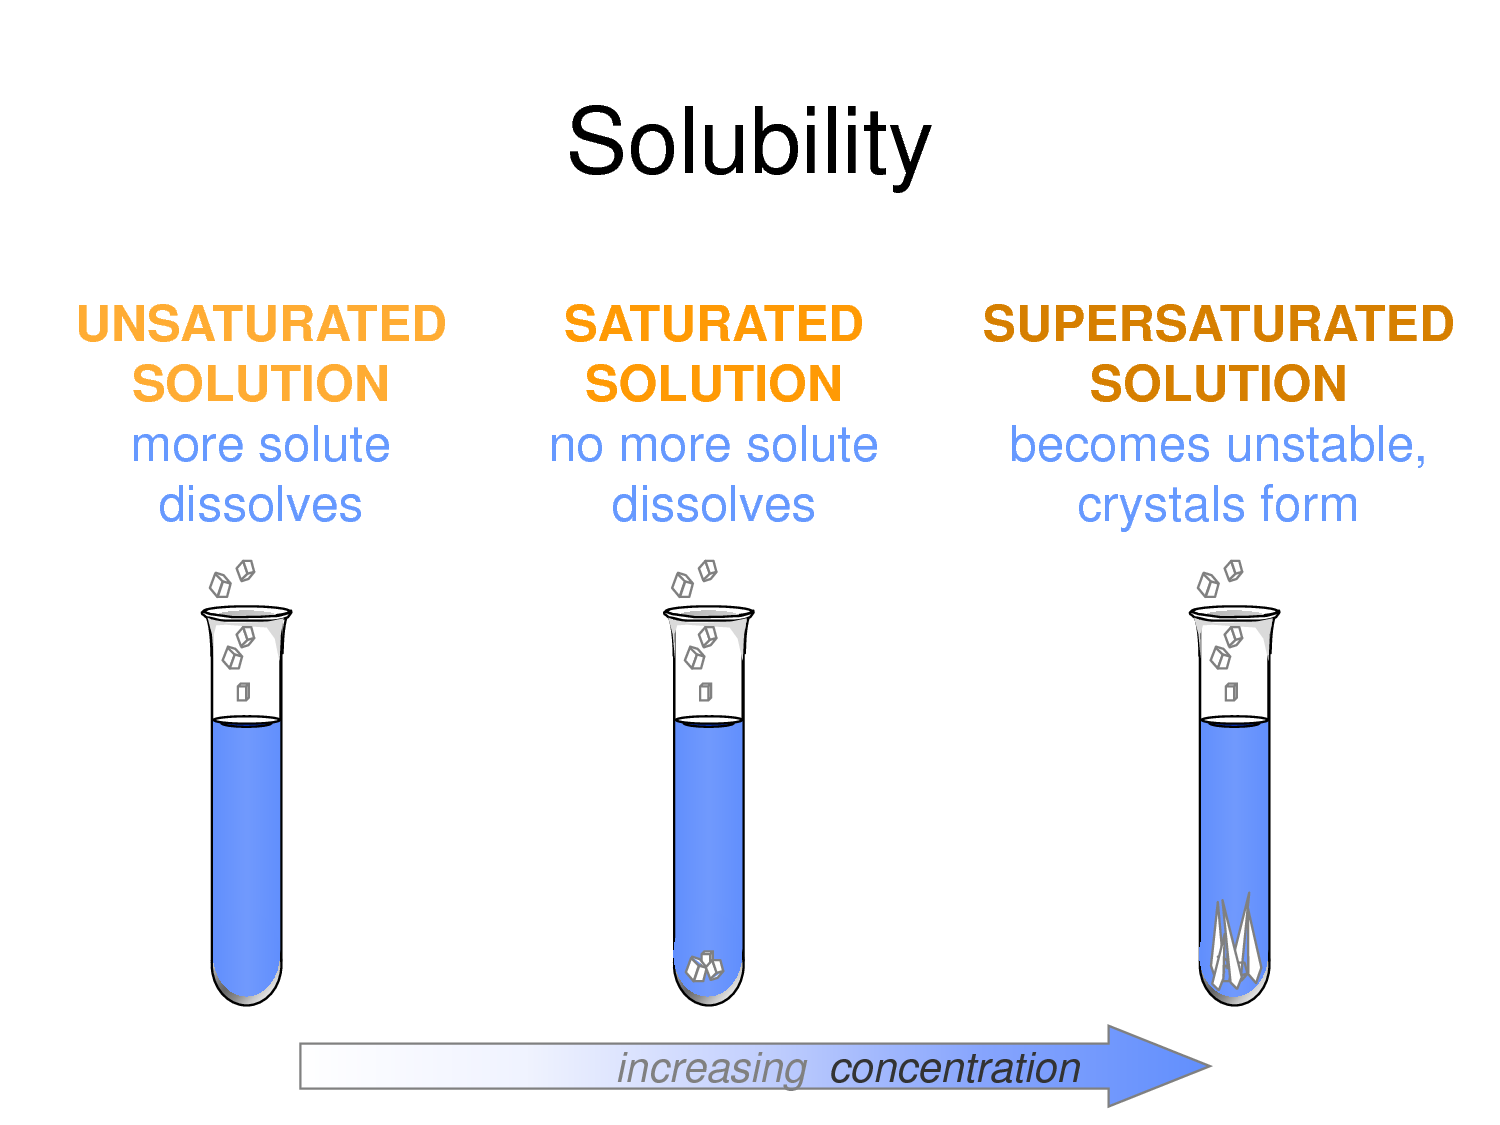 Solubility
UNSATURATED
SOLUTION
more solute
dissolves
SATURATED
SOLUTION
no more solute
dissolves
SUPERSATURATED
SOLUTION
becomes unstable,
crystals form
increasing concentration